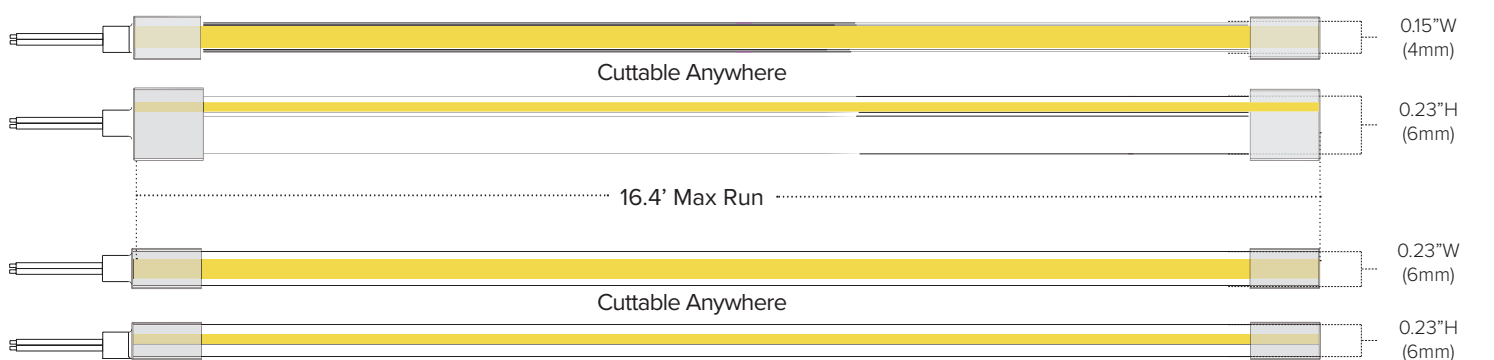 0.15”W
(4mm)
Cuttable Anywhere
0.23”H
(6mm)
16.4’ Max Run
0.23”W
(6mm)
Cuttable Anywhere
0.23”H
(6mm)